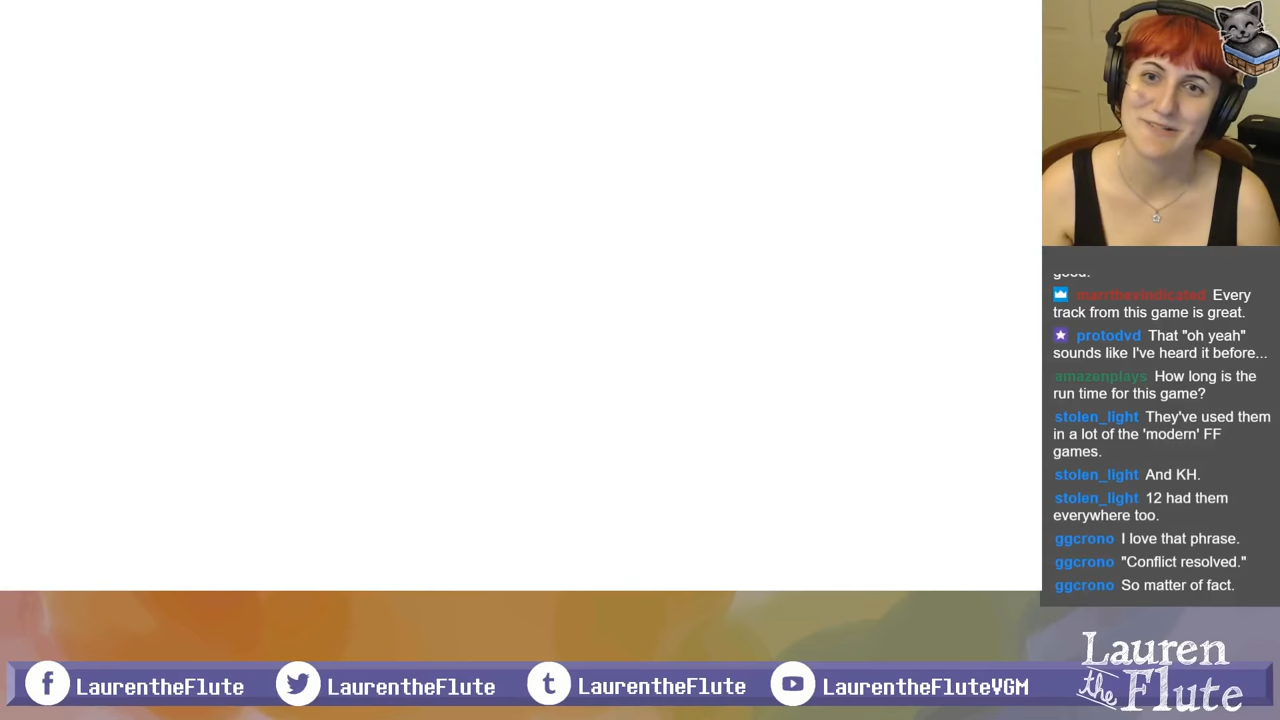 good.
marrthevindicated Every
track from this game is great.
protodvd That "oh yeah"
sounds like I've heard it before...
amazenplays How long is the
run time for this game?
stolen_light They've used them
in a lot of the 'modern' FF
games.
stolen_light And KH.
stolen_light 12 had them
everywhere too.
ggcrono I love that phrase.
ggcrono "Conflict resolved."
ggcrono So matter of fact.
LaurentheFlute
LaurentheFlute
LaurentheFlute
LaurentheFluteVGM
Lauren
the Flute